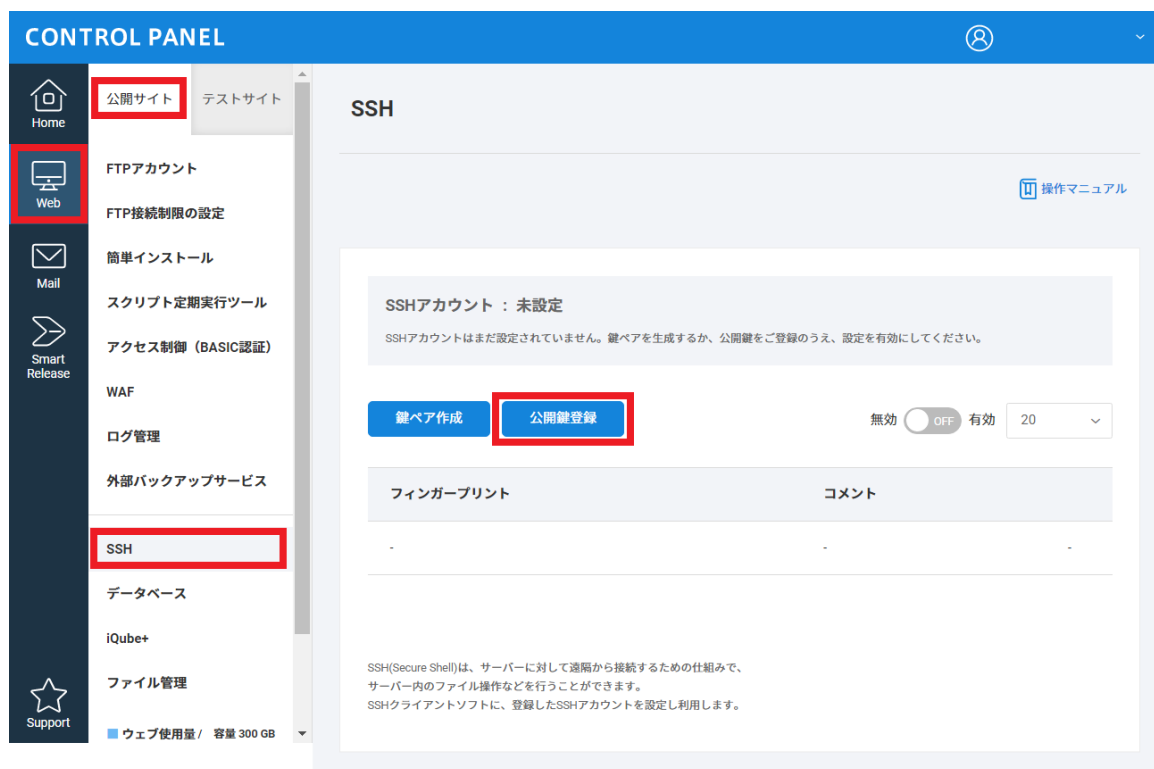 CONTROL PANEL
Home
Web
Mail
Smart
Release
Support
公開サイト
テストサイト
FTPアカウント
FTP接続制限の設定
簡単インストール
スクリプト定期実行ツール
アクセス制御（BASIC認証）
WAF
ログ管理
外部バックアップサービス
SSH
データベース
iQube+
ファイル管理
ウェブ使用量 / 容量 300 GB
SSH
操作マニュアル
SSHアカウント ： 未設定
SSHアカウントはまだ設定されていません。鍵ペアを生成するか、公開鍵をご登録のうえ、設定を有効にしてください。
鍵ペア作成
公開鍵登録
無効 OFF 有効 20
フィンガープリント コメント
- - -
SSH(Secure Shell)は、サーバーに対して遠隔から接続するための仕組みで、
サーバー内のファイル操作などを行うことができます。
SSHクライアントソフトに、登録したSSHアカウントを設定し利用します。